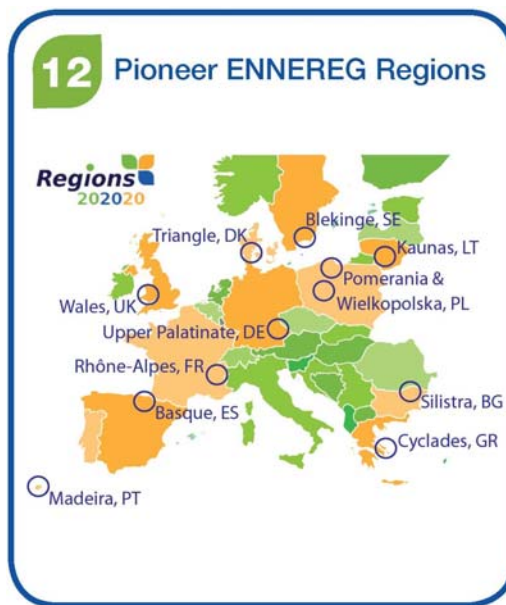 12 Pioneer ENNEREG Regions
Regions
202020
Blekinge, SE
Triangle, DK
Kaunas, LT
Pomerania &
Wielkopolska, PL
Wales, UK
Upper Palatinate, DE
Rhône-Alpes, FR
Basque, ES
Silistra, BG
Cyclades, GR
Madeira, PT